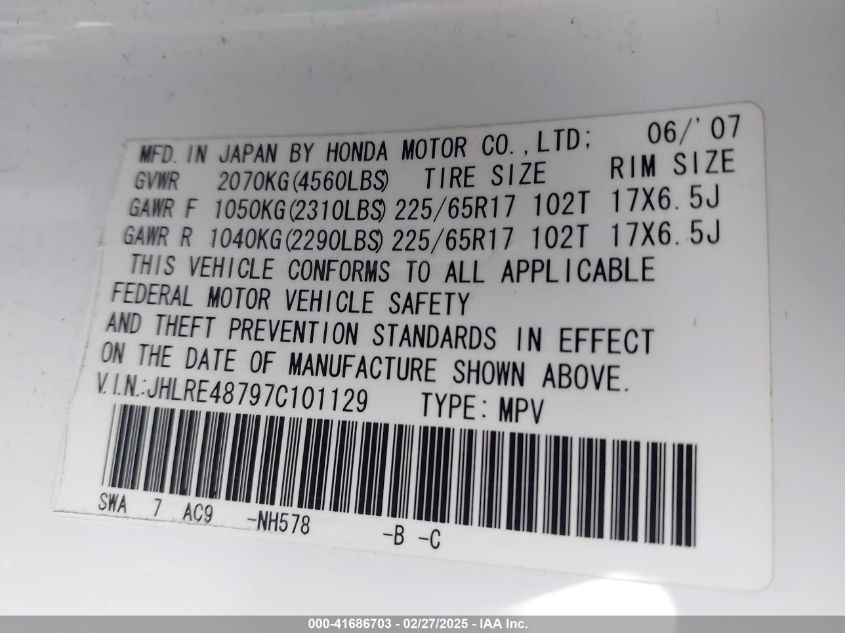 MFD. IN JAPAN BY HONDA MOTOR CO.,LTD; 06/'07
GVWR 2070KG(4560LBS) TIRE SIZE RIM SIZE
GAWR F 1050KG(2310LBS) 225/65R17 102T 17X6.5J
GAWR R 1040KG(2290LBS) 225/65R17 102T 17X6.5J
THIS VEHICLE CONFORMS TO ALL APPLICABLE
FEDERAL MOTOR VEHICLE SAFETY
AND THEFT PREVENTION STANDARDS IN EFFECT
ON THE DATE OF MANUFACTURE SHOWN ABOVE.
V.I.N.:JHLRE48797C101129 TYPE: MPV
SWA 7 AC9 -NH578 -B -C
000-41686703 - 02/27/2025 - IAA Inc.